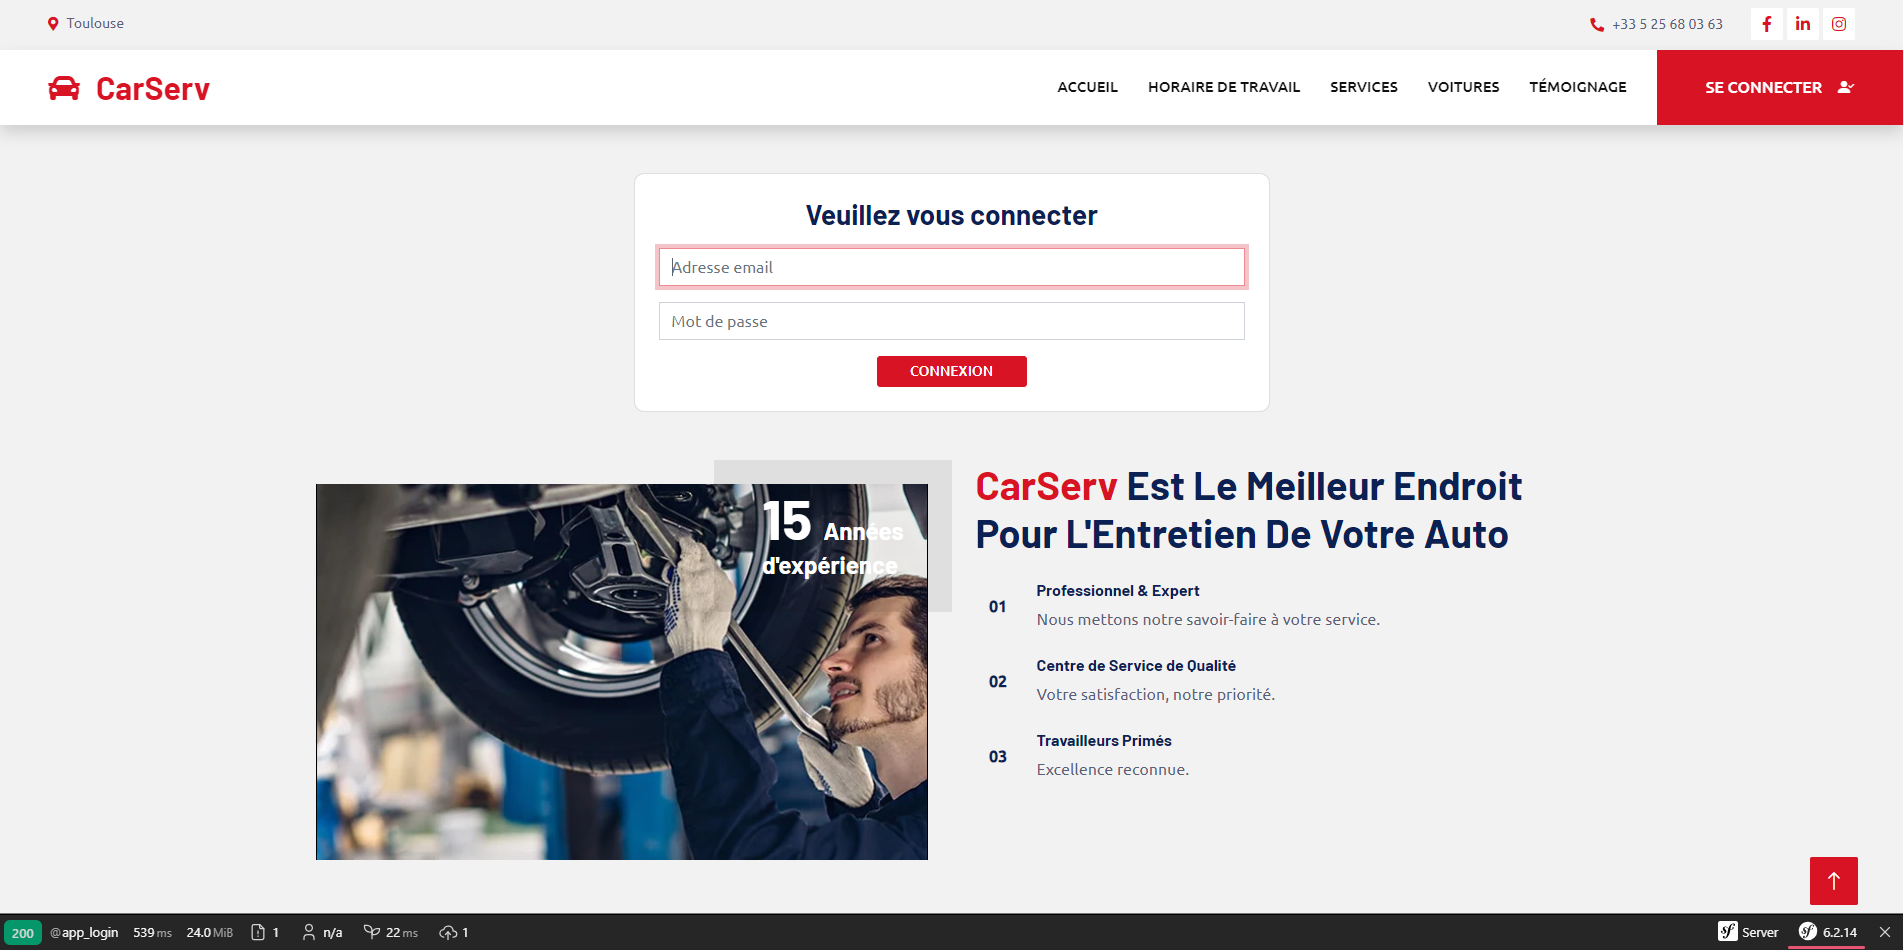 Toulouse
+33 5 25 68 03 63
CarServ
ACCUEIL
HORAIRE DE TRAVAIL
SERVICES
VOITURES
TÉMOIGNAGE
SE CONNECTER
Veuillez vous connecter
Adresse email
Mot de passe
CONNEXION
15 Années
d'expérience
CarServ Est Le Meilleur Endroit
Pour L'Entretien De Votre Auto
01
Professionnel & Expert
Nous mettons notre savoir-faire à votre service.
02
Centre de Service de Qualité
Votre satisfaction, notre priorité.
03
Travailleurs Primés
Excellence reconnue.
200 @app_login 539 ms 24.0 MiB 1 n/a 22 ms 1 sf Server sf 6.2.14